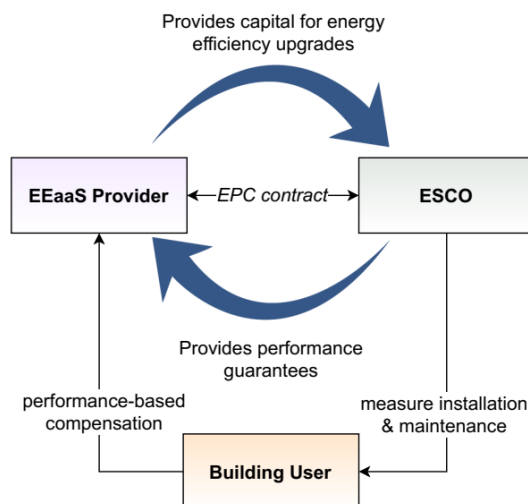 Provides capital for energy
efficiency upgrades
EEaaS Provider
EPC contract
ESCO
Provides performance
guarantees
performance-based
compensation
measure installation
& maintenance
Building User